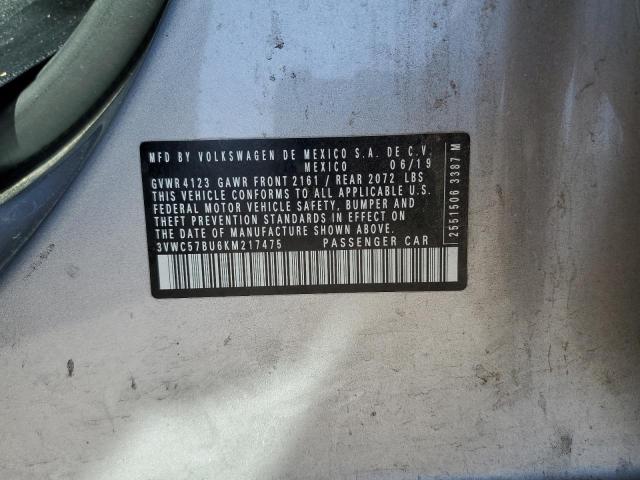 MFD BY VOLKSWAGEN DE MEXICO S.A. DE C.V.
MEXICO 06/19
GVWR 4123 GAWR FRONT 2161 / REAR 2072 LBS
THIS VEHICLE CONFORMS TO ALL APPLICABLE U.S.
FEDERAL MOTOR VEHICLE SAFETY, BUMPER AND
THEFT PREVENTION STANDARDS IN EFFECT ON
THE DATE OF MANUFACTURE SHOWN ABOVE.
3VWC57BU6KM217475 PASSENGER CAR
2551506 3387 M